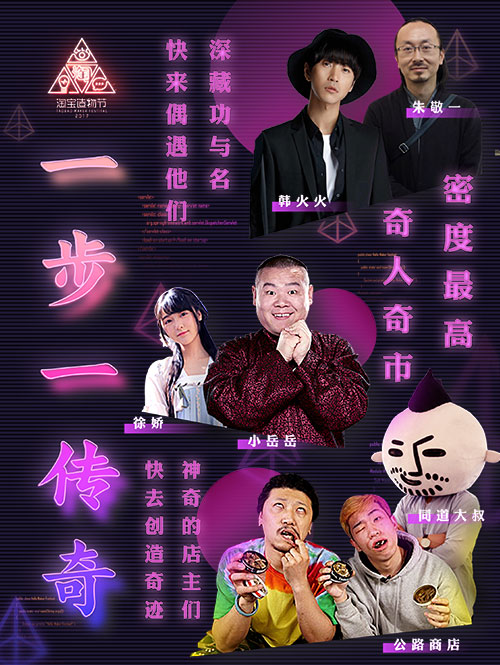 淘宝造物节
TAOBAO MAKER FESTIVAL
2017
一步一传奇
深藏功与名
快来偶遇他们
朱敬一
韩火火
密度最高
奇人奇市
徐娇
小岳岳
同道大叔
神奇的店主们
快去创造奇迹
公路商店